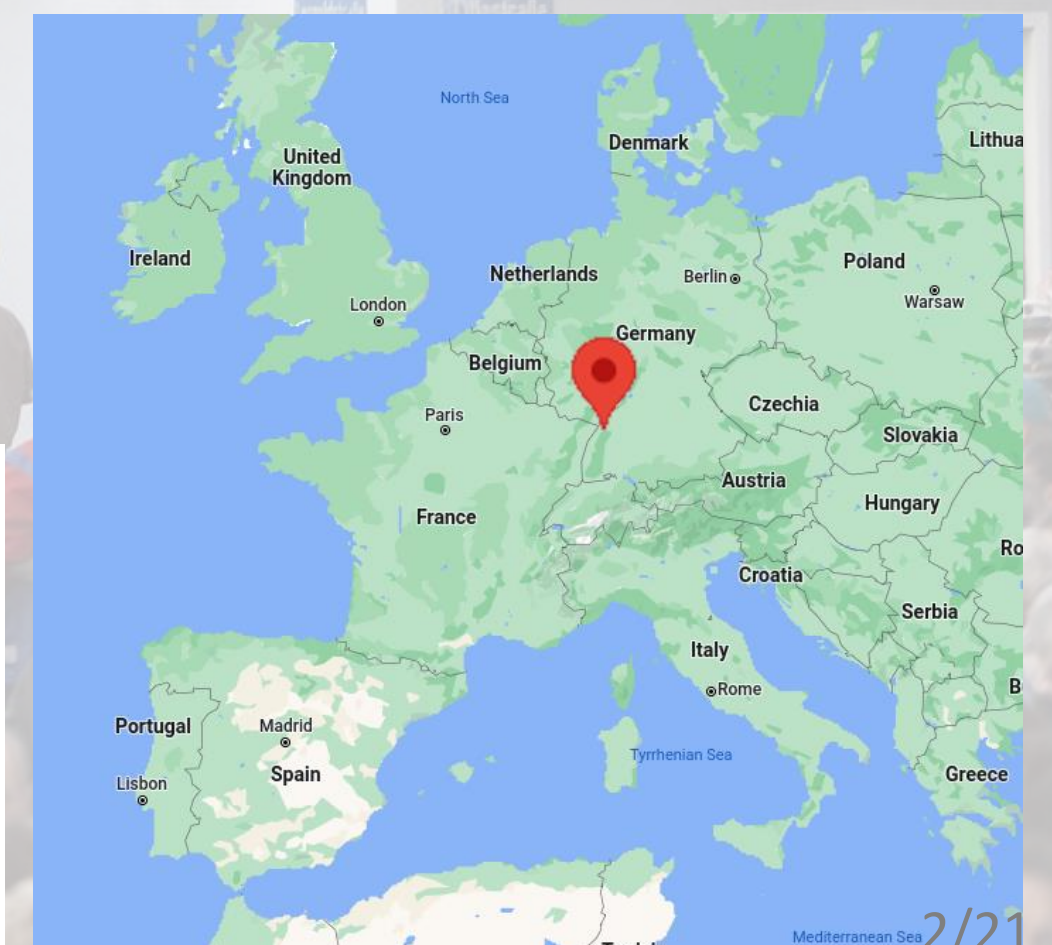 North Sea
Denmark
Lithua
United
Kingdom
Ireland
Netherlands
Berlin
Poland
Warsaw
London
Germany
Belgium
Czechia
Paris
Slovakia
Austria
Hungary
France
Ro
Croatia
Serbia
Italy
Rome
B
Portugal
Madrid
Tyrrhenian Sea
Spain
Greece
Lisbon
Mediterranean Sea
2/21